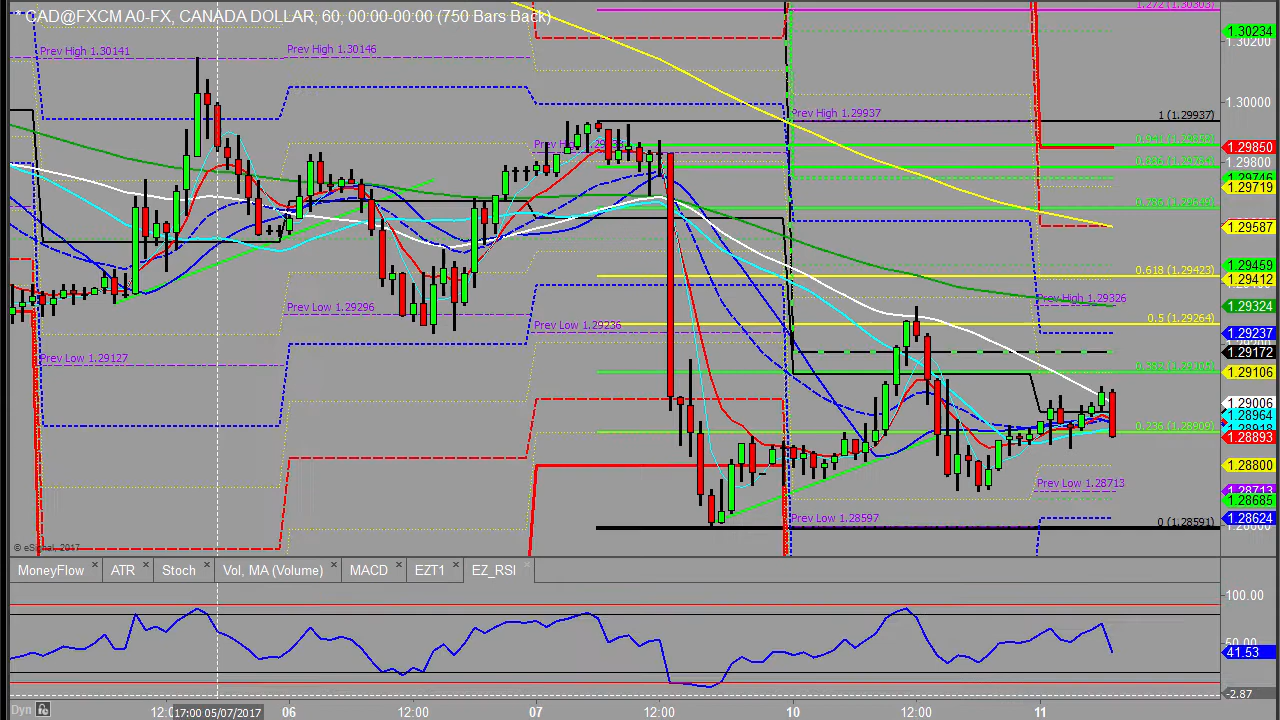 CAD@FXCM A0-FX, CANADA DOLLAR, 60, 00:00-00:00 (750 Bars Back)
1.272 (1.30303)
1.30234
1.30200
Prev High 1.30141
Prev High 1.30146
1.30000
Prev High 1.29937
1 (1.29937)
1.29850
1.29800
1.29746
1.29719
1.29587
1.29459
0.618 (1.29423)
1.29412
Prev High 1.29326
1.29324
Prev Low 1.29296
0.5 (1.29264)
Prev Low 1.29236
1.29237
1.29172
Prev Low 1.29127
1.29106
1.29006
1.28964
0.236 (1.28909)
1.28893
1.28800
Prev Low 1.28713
1.28713
1.28685
Prev Low 1.28597
0 (1.28591)
1.28624
© eSignal, 2017
MoneyFlow
ATR
Stoch
Vol, MA (Volume)
MACD
EZT1
EZ_RSI
100.00
50.00
41.53
-2.87
Dyn
17:00 05/07/2017
06
12:00
07
12:00
10
12:00
11